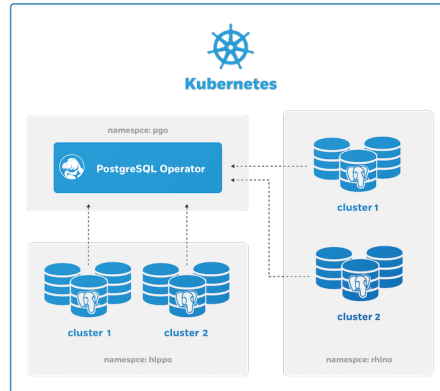 Kubernetes
namespce: pgo
PostgreSQL Operator
cluster 1
cluster 2
namespce: hippo
cluster 1
cluster 2
namespce: rhino